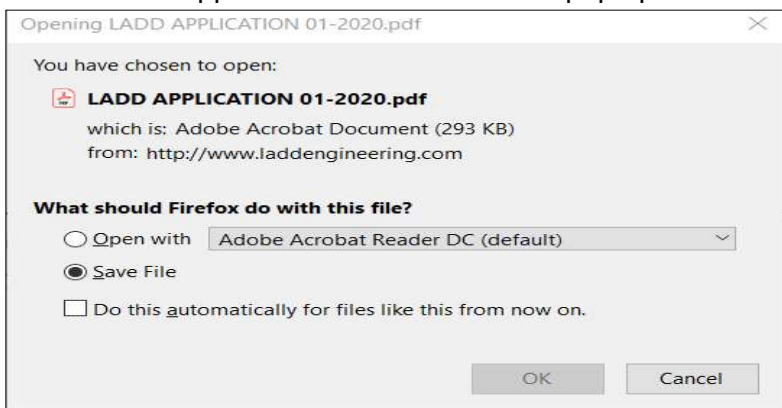 Opening LADD APPLICATION 01-2020.pdf
You have chosen to open:
LADD APPLICATION 01-2020.pdf
which is: Adobe Acrobat Document (293 KB)
from: http://www.laddengineering.com
What should Firefox do with this file?
Open with Adobe Acrobat Reader DC (default)
Save File
Do this automatically for files like this from now on.
OK Cancel